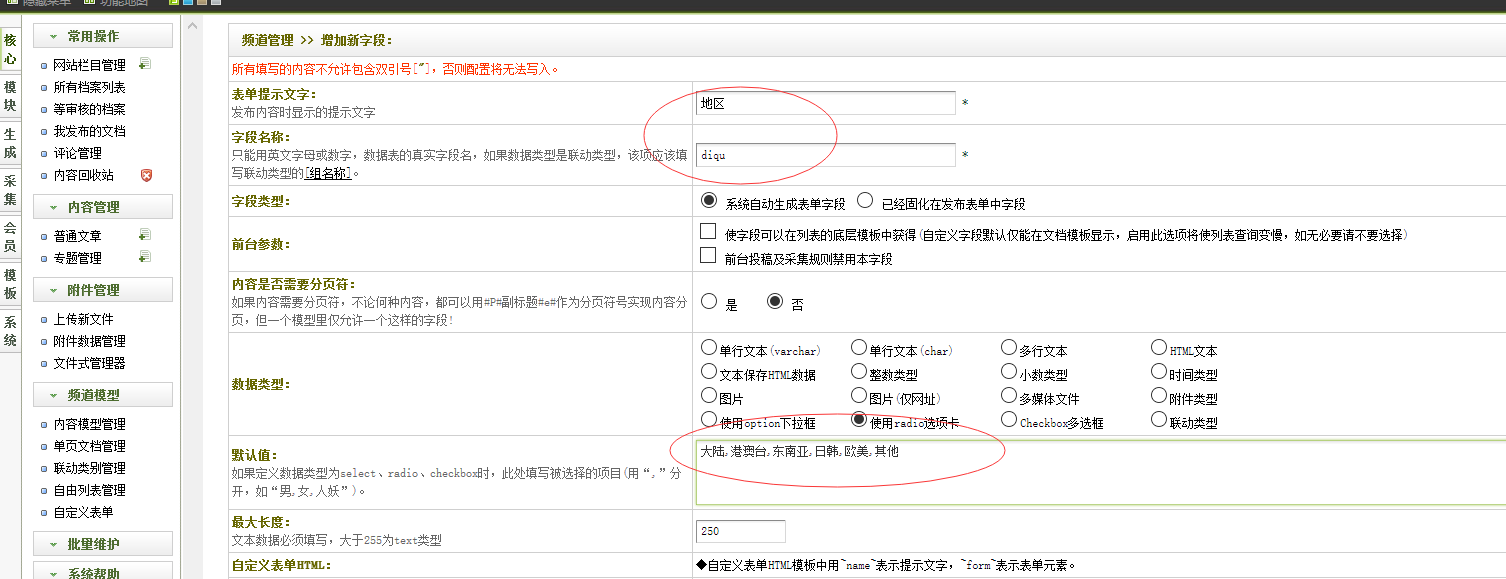 隐藏菜单 功能地图
核心
模块
生成
采集
会员
模板
系统
常用操作
网站栏目管理
所有档案列表
等审核的档案
我发布的文档
评论管理
内容回收站
内容管理
普通文章
专题管理
附件管理
上传新文件
附件数据管理
文件式管理器
频道模型
内容模型管理
单页文档管理
联动类别管理
自由列表管理
自定义表单
批量维护
系统帮助
频道管理 >> 增加新字段:
所有填写的内容不允许包含双引号["],否则配置将无法写入。
表单提示文字:
发布内容时显示的提示文字
地区 *
字段名称:
只能用英文字母或数字,数据表的真实字段名,如果数据类型是联动类型,该项应该填
写联动类型的[组名称]。
diqu *
字段类型:
系统自动生成表单字段 已经固化在发布表单中字段
前台参数:
使字段可以在列表的底层模板中获得(自定义字段默认仅能在文档模板显示,启用此选项将使列表查询变慢,如无必要请不要选择)
前台投稿及采集规则禁用本字段
内容是否需要分页符:
如果内容需要分页符,不论何种内容,都可以用#P#副标题#e#作为分页符号实现内容分
页,但一个模型里仅允许一个这样的字段!
是 否
数据类型:
单行文本(varchar) 单行文本(char) 多行文本 HTML文本
文本保存HTML数据 整数类型 小数类型 时间类型
图片 图片(仅网址) 多媒体文件 附件类型
使用option下拉框 使用radio选项卡 Checkbox多选框 联动类型
默认值:
如果定义数据类型为select、radio、checkbox时,此处填写被选择的项目(用“,”分
开,如“男,女,人妖”)。
大陆,港澳台,东南亚,日韩,欧美,其他
最大长度:
文本数据必须填写,大于255为text类型
250
自定义表单HTML:
◆自定义表单HTML模板中用~name~表示提示文字,~form~表示表单元素。